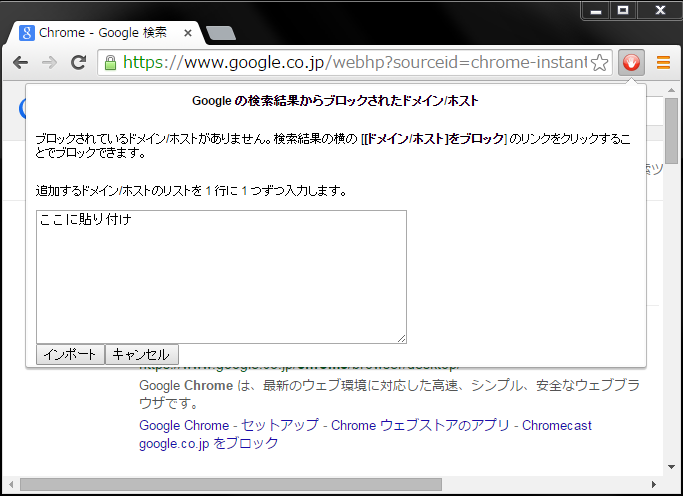 Chrome - Google 検索
https://www.google.co.jp/webhp?sourceid=chrome-instant
Google の検索結果からブロックされたドメイン/ホスト
ブロックされているドメイン/ホストがありません。検索結果の横の [[ドメイン/ホスト]をブロック] のリンクをクリックするこ
とでブロックできます。
追加するドメイン/ホストのリストを 1 行に 1 つずつ入力します。
ここに貼り付け
インポート キャンセル
https://www.google.co.jp/chrome/browser/desktop/
Google Chrome は、最新のウェブ環境に対応した高速、シンプル、安全なウェブブラ
ウザです。
Google Chrome - セットアップ - Chrome ウェブストアのアプリ - Chromecast
google.co.jp をブロック